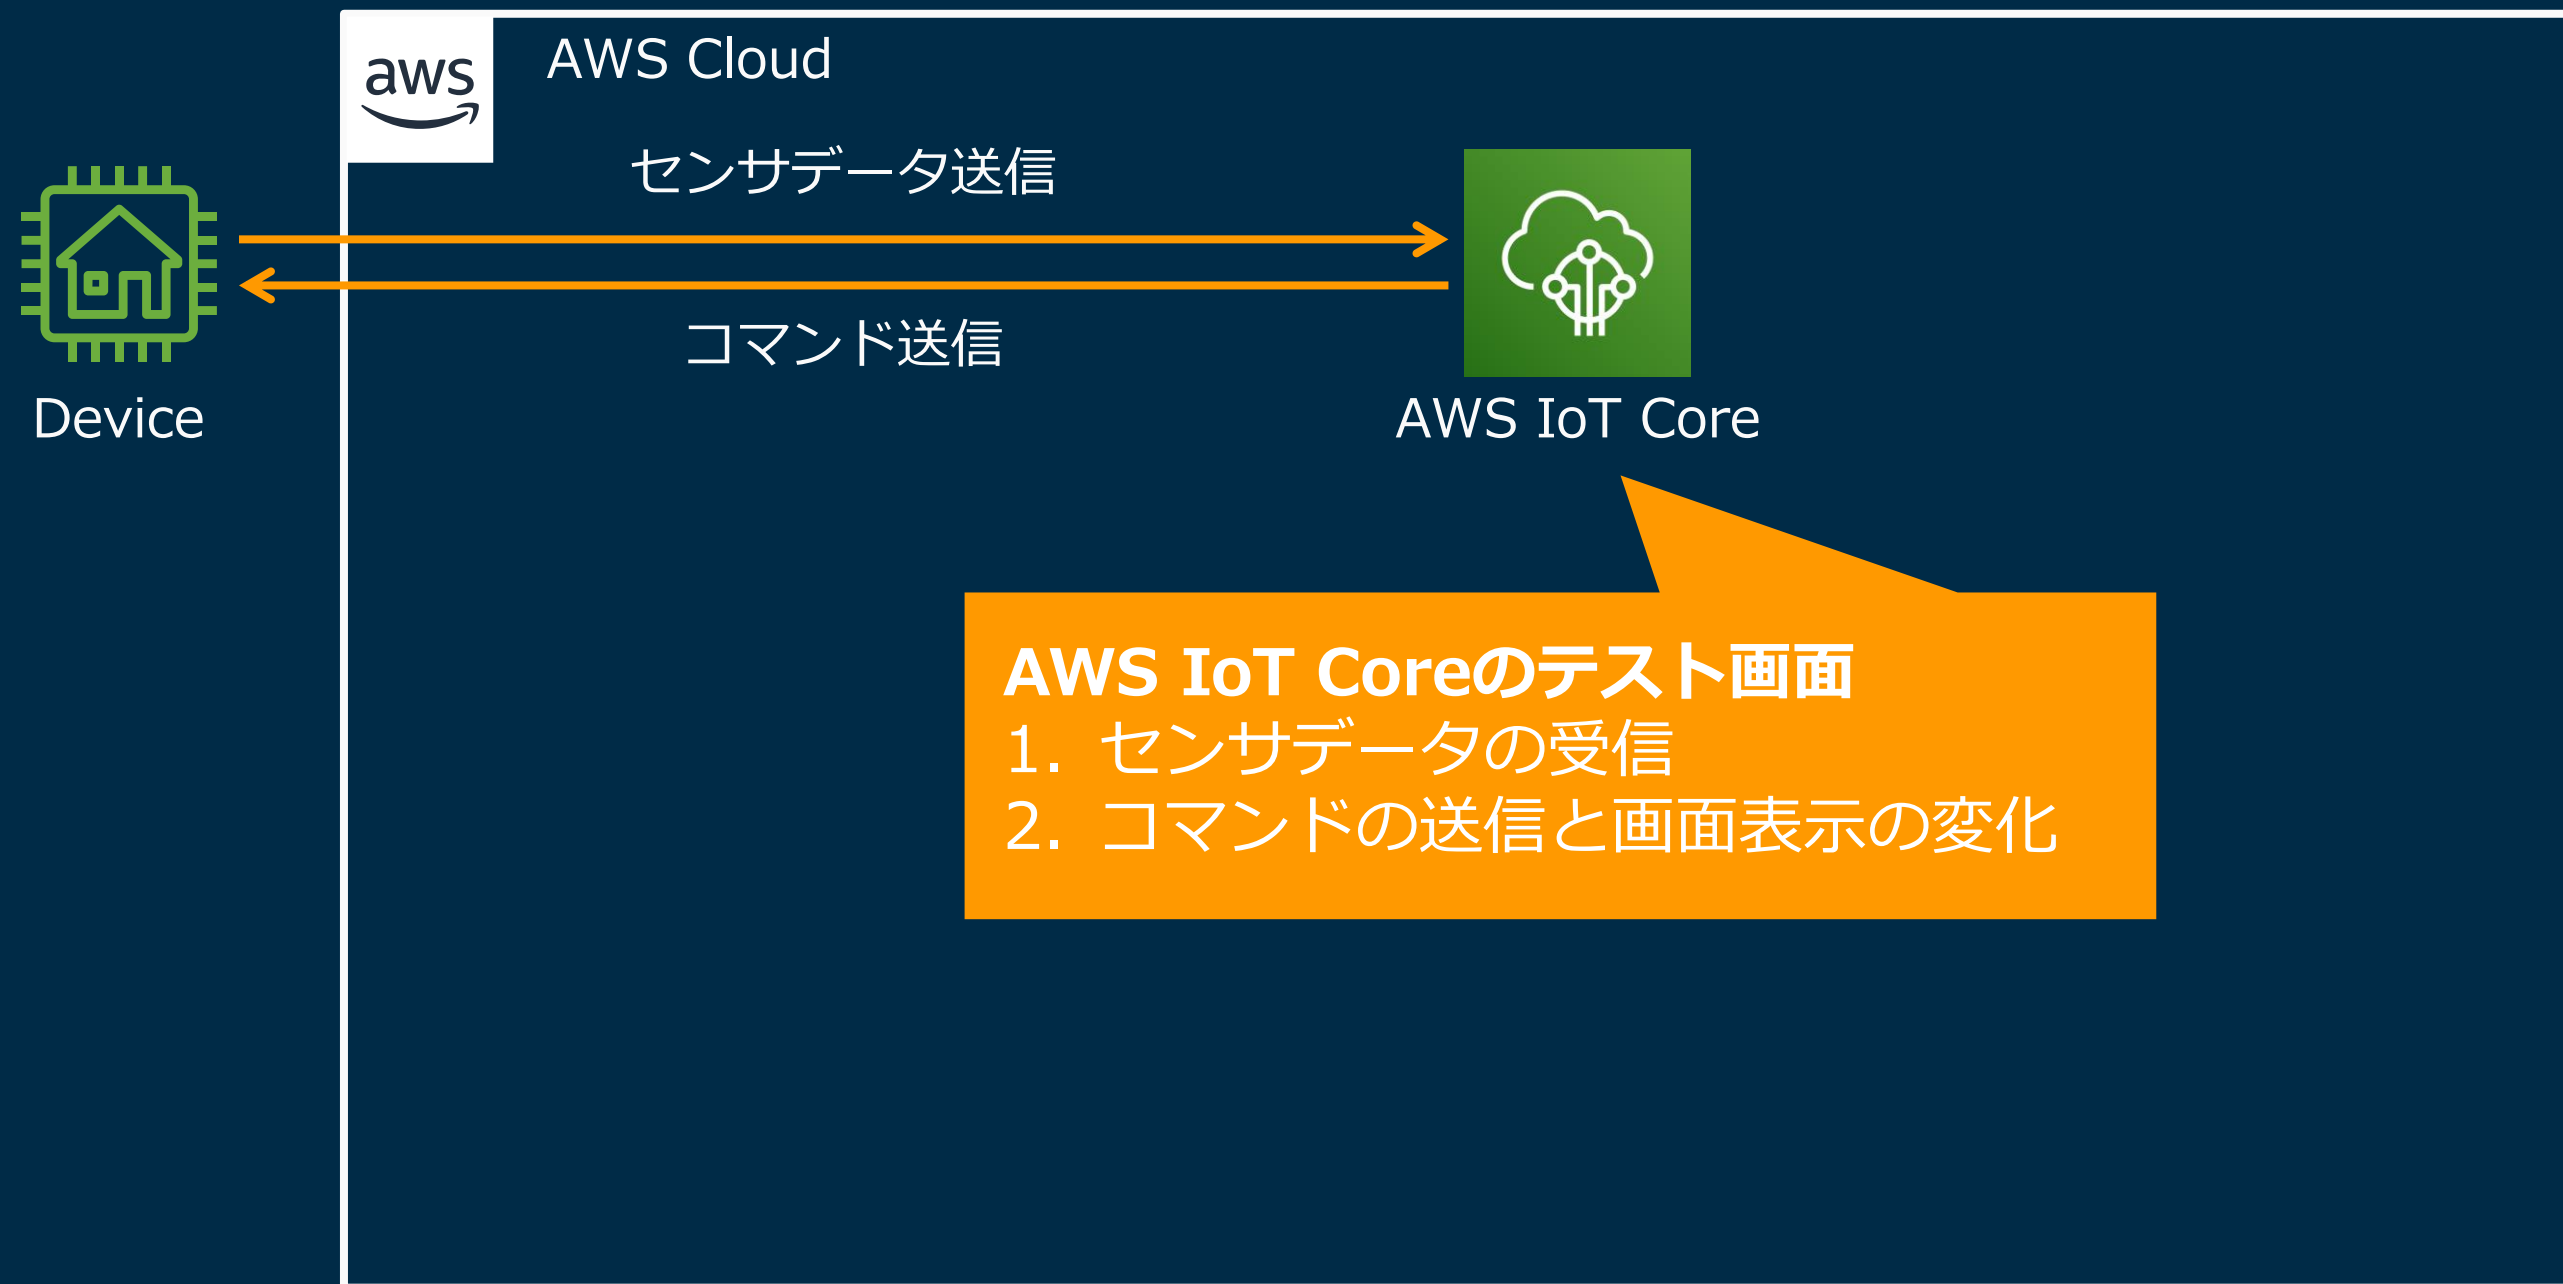 aws
AWS Cloud
センサデータ送信
コマンド送信
Device
AWS IoT Core
AWS IoT Coreのテスト画面
1. センサデータの受信
2. コマンドの送信と画面表示の変化